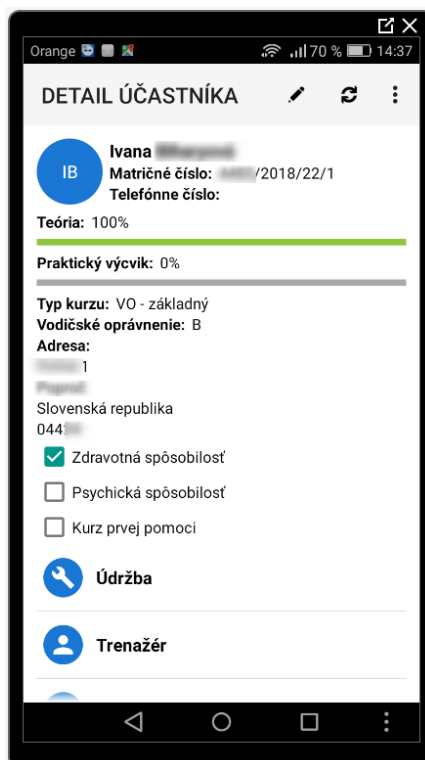 Orange 70 % 14:37
DETAIL ÚČASTNÍKA
IB
Ivana
Matričné číslo: /2018/22/1
Telefónne číslo:
Teória: 100%
Praktický výcvik: 0%
Typ kurzu: VO - základný
Vodičské oprávnenie: B
Adresa:
1
Slovenská republika
044
Zdravotná spôsobilosť
Psychická spôsobilosť
Kurz prvej pomoci
Údržba
Trenažér